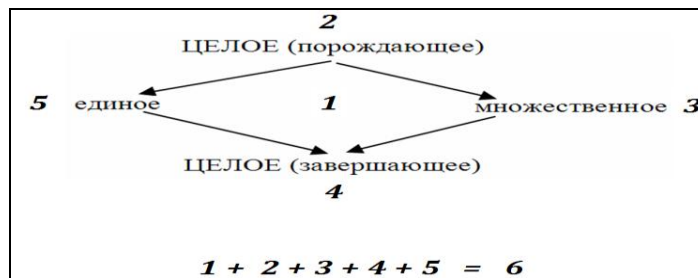 2
ЦЕЛОЕ (порождающее)
5 единое 1 множественное 3
ЦЕЛОЕ (завершающее)
4
1 + 2 + 3 + 4 + 5 = 6